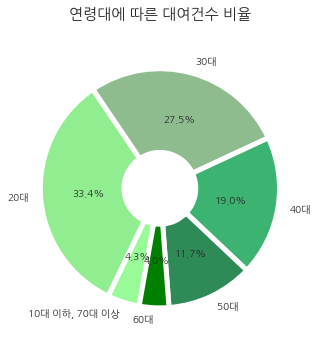 연령대에 따른 대여건수 비율
30대
27.5%
33.4%
19.0%
20대
40대
11.7%
4.3%
4.0%
50대
10대 이하, 70대 이상
60대